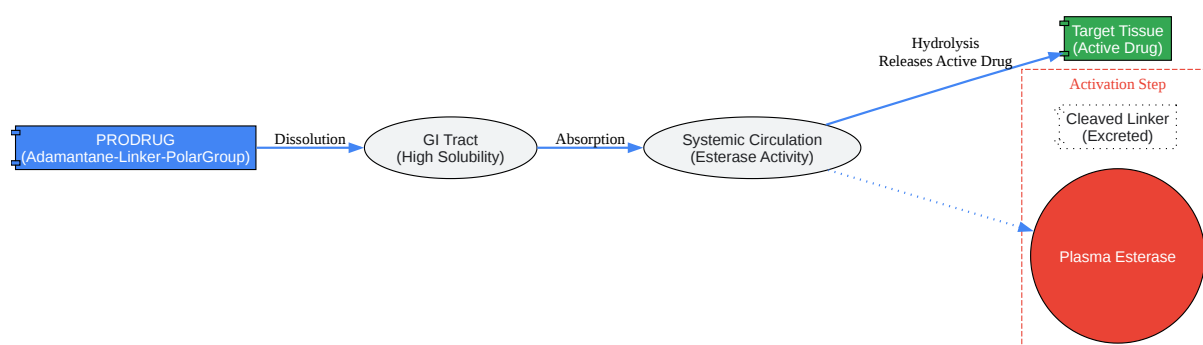 PRODRUG
(Adamantane-Linker-PolarGroup)
Dissolution
GI Tract
(High Solubility)
Absorption
Systemic Circulation
(Esterase Activity)
Hydrolysis
Releases Active Drug
Target Tissue
(Active Drug)
Activation Step
Cleaved Linker
(Excreted)
Plasma Esterase